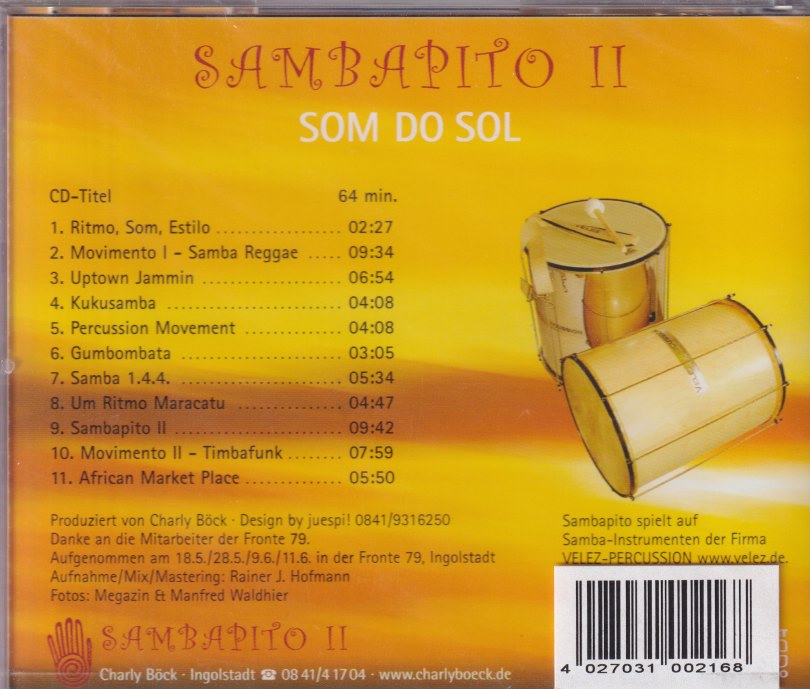 SAMBAPITO II
SOM DO SOL
CD-Titel 64 min.
1. Ritmo, Som, Estilo .................. 02:27
2. Movimento I - Samba Reggae ..... 09:34
3. Uptown Jammin .................... 06:54
4. Kukusamba ......................... 04:08
5. Percussion Movement ............... 04:08
6. Gumbombata ........................ 03:05
7. Samba 1.4.4. ....................... 05:34
8. Um Ritmo Maracatu ................ 04:47
9. Sambapito II ........................ 09:42
10. Movimento II - Timbafunk ........ 07:59
11. African Market Place .............. 05:50
Produziert von Charly Böck · Design by juespi! 0841/9316250
Danke an die Mitarbeiter der Fronte 79.
Aufgenommen am 18.5./28.5./9.6./11.6. in der Fronte 79, Ingolstadt
Aufnahme/Mix/Mastering: Rainer J. Hofmann
Fotos: Megazin & Manfred Waldhier
Sambapito spielt auf
Samba-Instrumenten der Firma
VELEZ-PERCUSSION www.velez.de.
SAMBAPITO II
Charly Böck · Ingolstadt ☎ 08 41/4 17 04 · www.charlyboeck.de
4 027031 002168